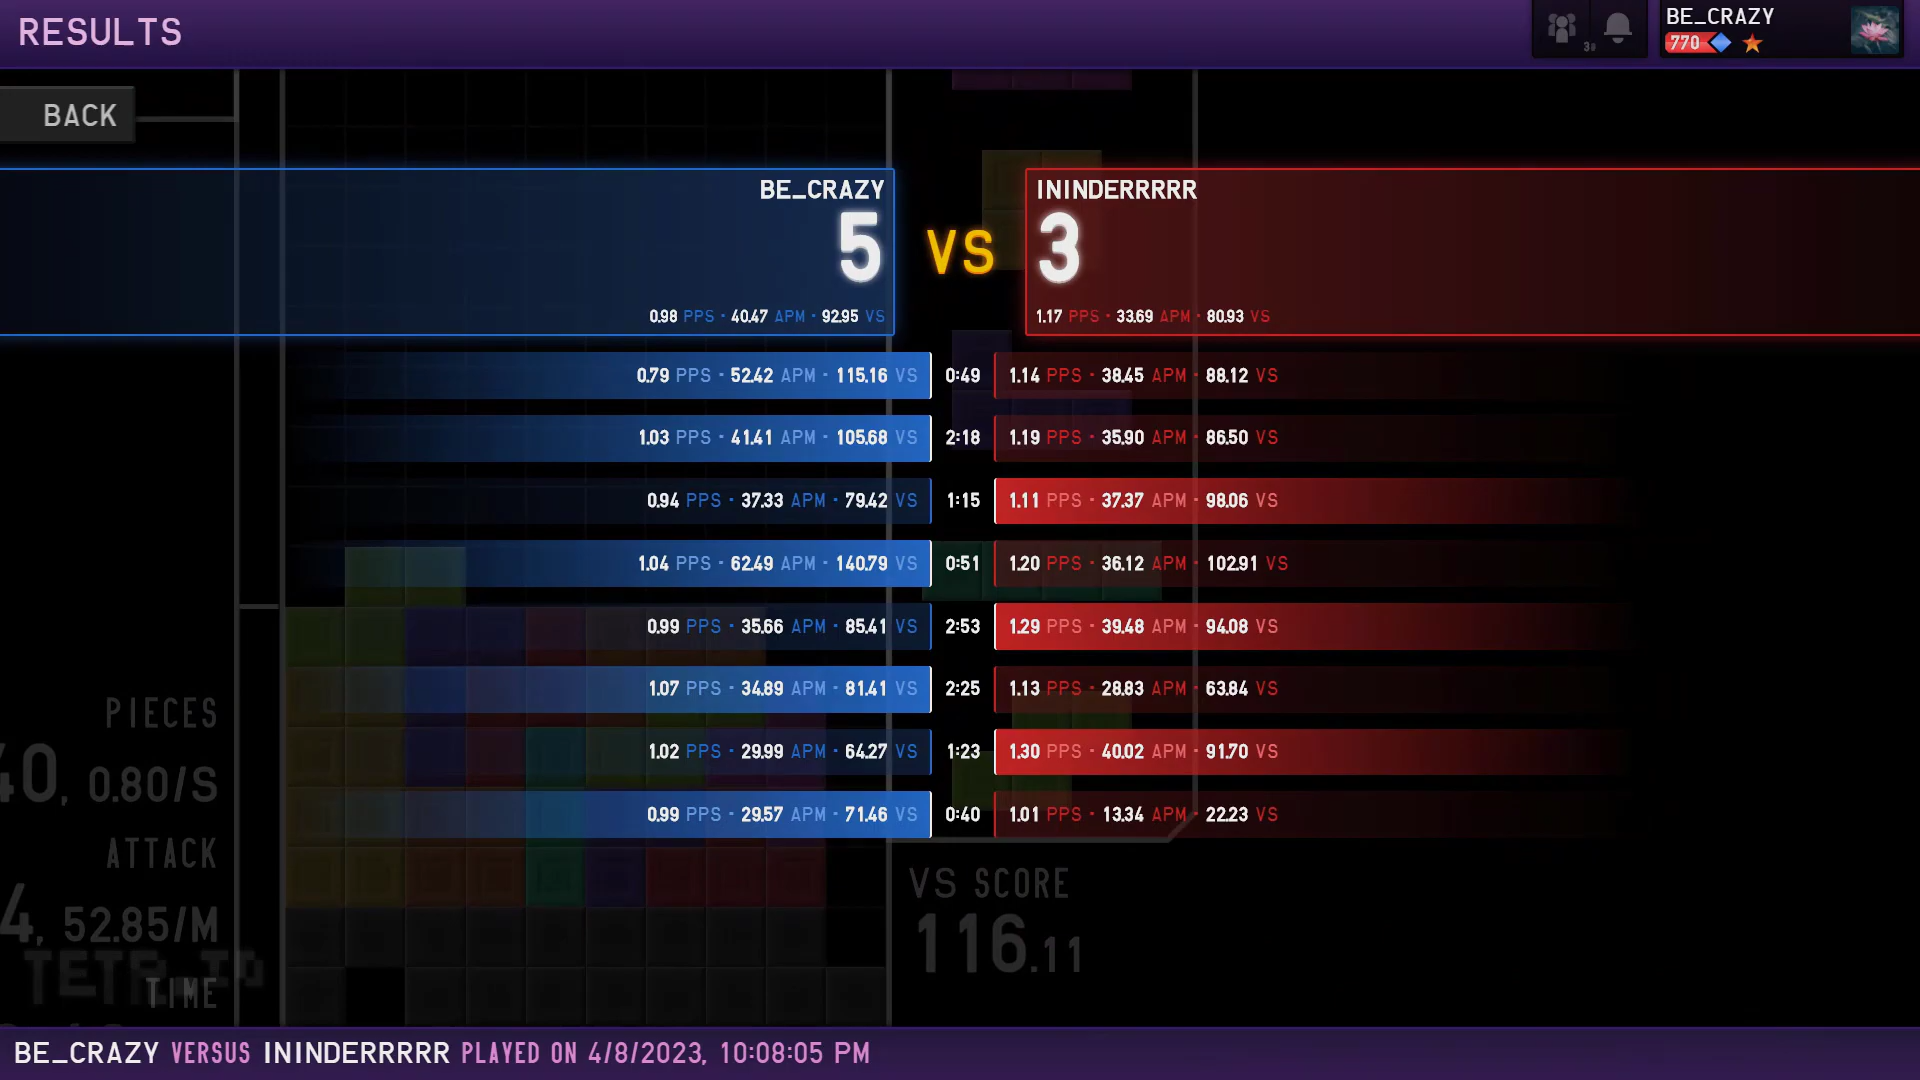 RESULTS
BE_CRAZY
770
BACK
BE_CRAZY
5
0.98 PPS · 40.47 APM · 92.95 VS
VS
ININDERRRRR
3
1.17 PPS · 33.69 APM · 80.93 VS
0.79 PPS · 52.42 APM · 115.16 VS 0:49 1.14 PPS · 38.45 APM · 88.12 VS
1.03 PPS · 41.41 APM · 105.68 VS 2:18 1.19 PPS · 35.90 APM · 86.50 VS
0.94 PPS · 37.33 APM · 79.42 VS 1:15 1.11 PPS · 37.37 APM · 98.06 VS
1.04 PPS · 62.49 APM · 140.79 VS 0:51 1.20 PPS · 36.12 APM · 102.91 VS
0.99 PPS · 35.66 APM · 85.41 VS 2:53 1.29 PPS · 39.48 APM · 94.08 VS
1.07 PPS · 34.89 APM · 81.41 VS 2:25 1.13 PPS · 28.83 APM · 63.84 VS
1.02 PPS · 29.99 APM · 64.27 VS 1:23 1.30 PPS · 40.02 APM · 91.70 VS
0.99 PPS · 29.57 APM · 71.46 VS 0:40 1.01 PPS · 13.34 APM · 22.23 VS
PIECES
40, 0.80/S
ATTACK
4, 52.85/M
TIME
VS SCORE
116.11
BE_CRAZY VERSUS ININDERRRRR PLAYED ON 4/8/2023, 10:08:05 PM